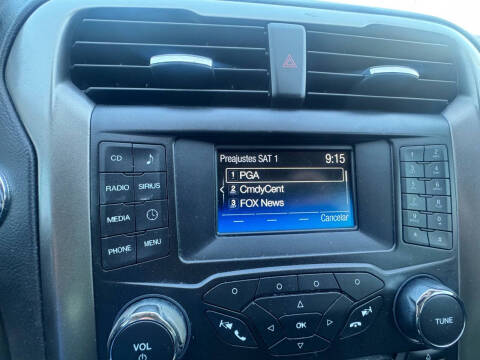 Preajustes SAT 1 9:15
1 PGA
2 CmdyCent
3 FOX News
Cancelar
CD
RADIO SIRIUS
MEDIA
PHONE MENU
OK
VOL
TUNE